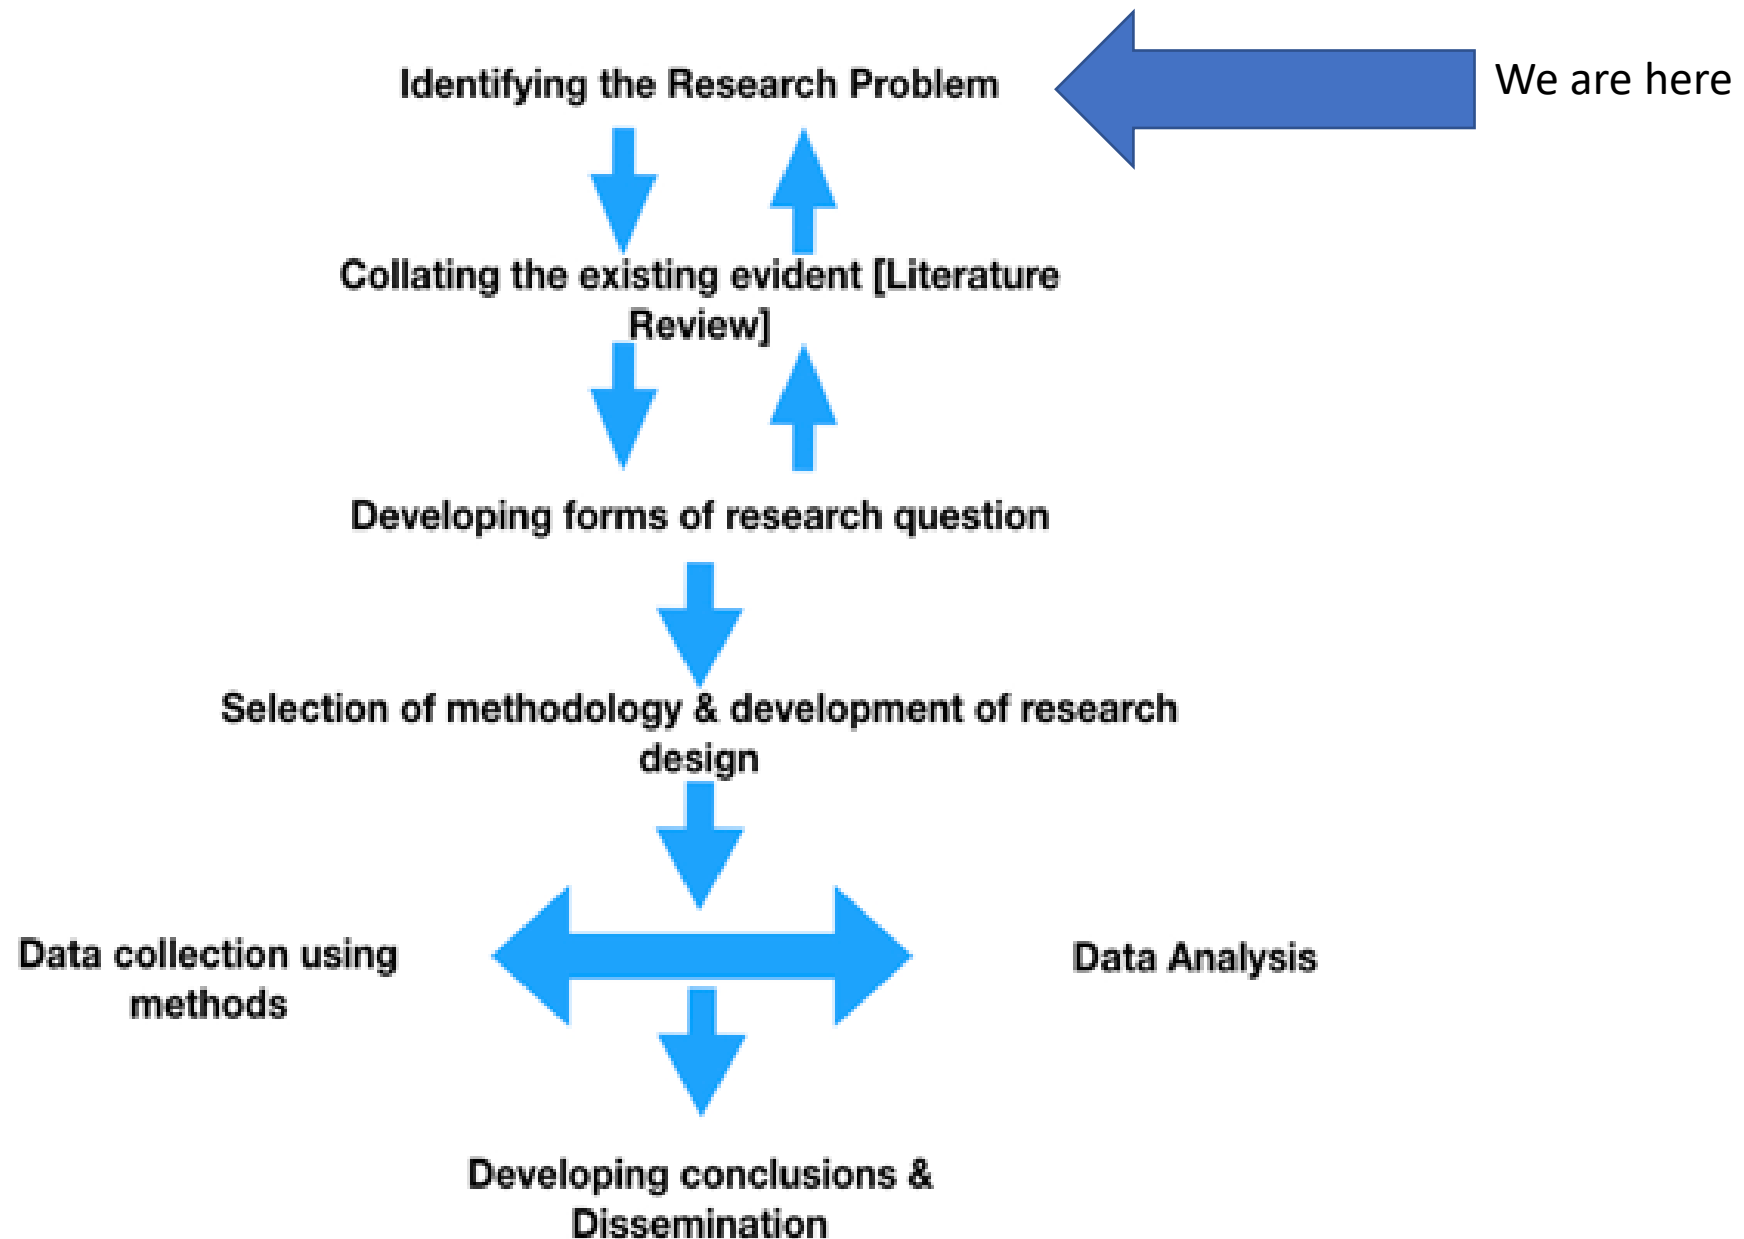 Identifying the Research Problem
We are here
Collating the existing evident [Literature
Review]
Developing forms of research question
Selection of methodology & development of research
design
Data collection using
methods
Data Analysis
Developing conclusions &
Dissemination